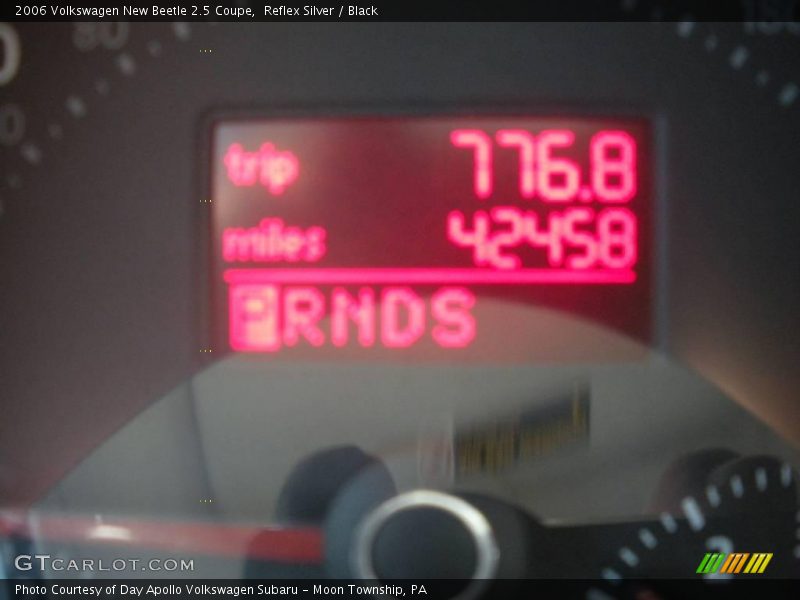 2006 Volkswagen New Beetle 2.5 Coupe,  Reflex Silver / Black
trip 776.8
miles 42458
PRNDS
GTCARLOT.COM
Photo Courtesy of Day Apollo Volkswagen Subaru – Moon Township, PA